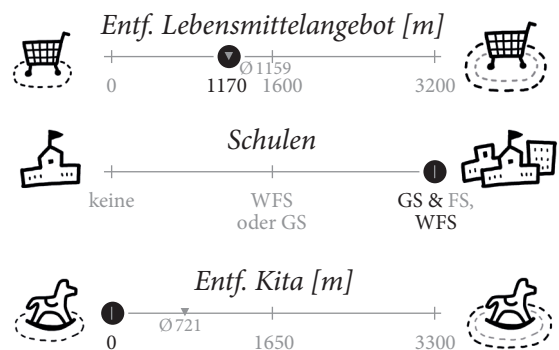 Entf. Lebensmittelangebot [m]
Ø 1159
0 1170 1600 3200
Schulen
keine WFS GS & FS,
oder GS WFS
Entf. Kita [m]
Ø 721
0 1650 3300